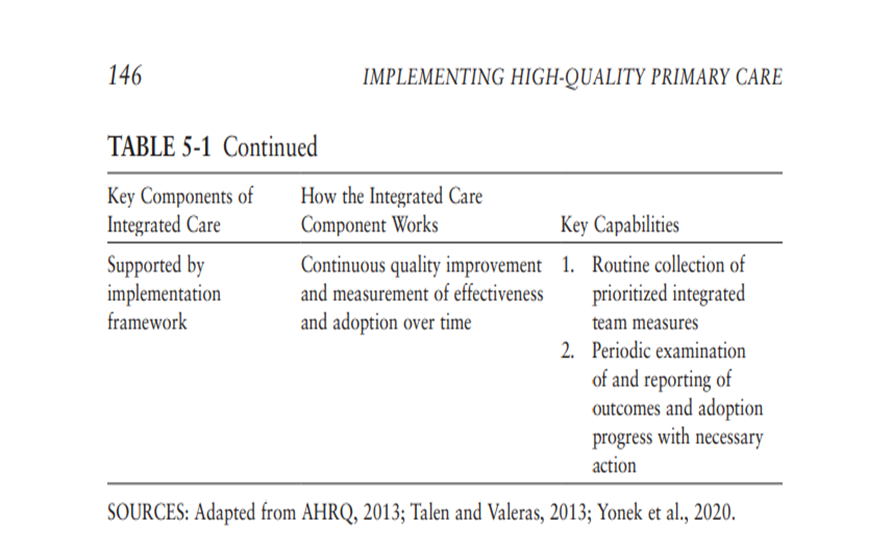 146 IMPLEMENTING HIGH-QUALITY PRIMARY CARE
TABLE 5-1 Continued
Key Components of Integrated Care
How the Integrated Care Component Works
Key Capabilities
Supported by
implementation
framework
Continuous quality improvement
and measurement of effectiveness
and adoption over time
1. Routine collection of
prioritized integrated
team measures
2. Periodic examination
of and reporting of
outcomes and adoption
progress with necessary
action
SOURCES: Adapted from AHRQ, 2013; Talen and Valeras, 2013; Yonek et al., 2020.